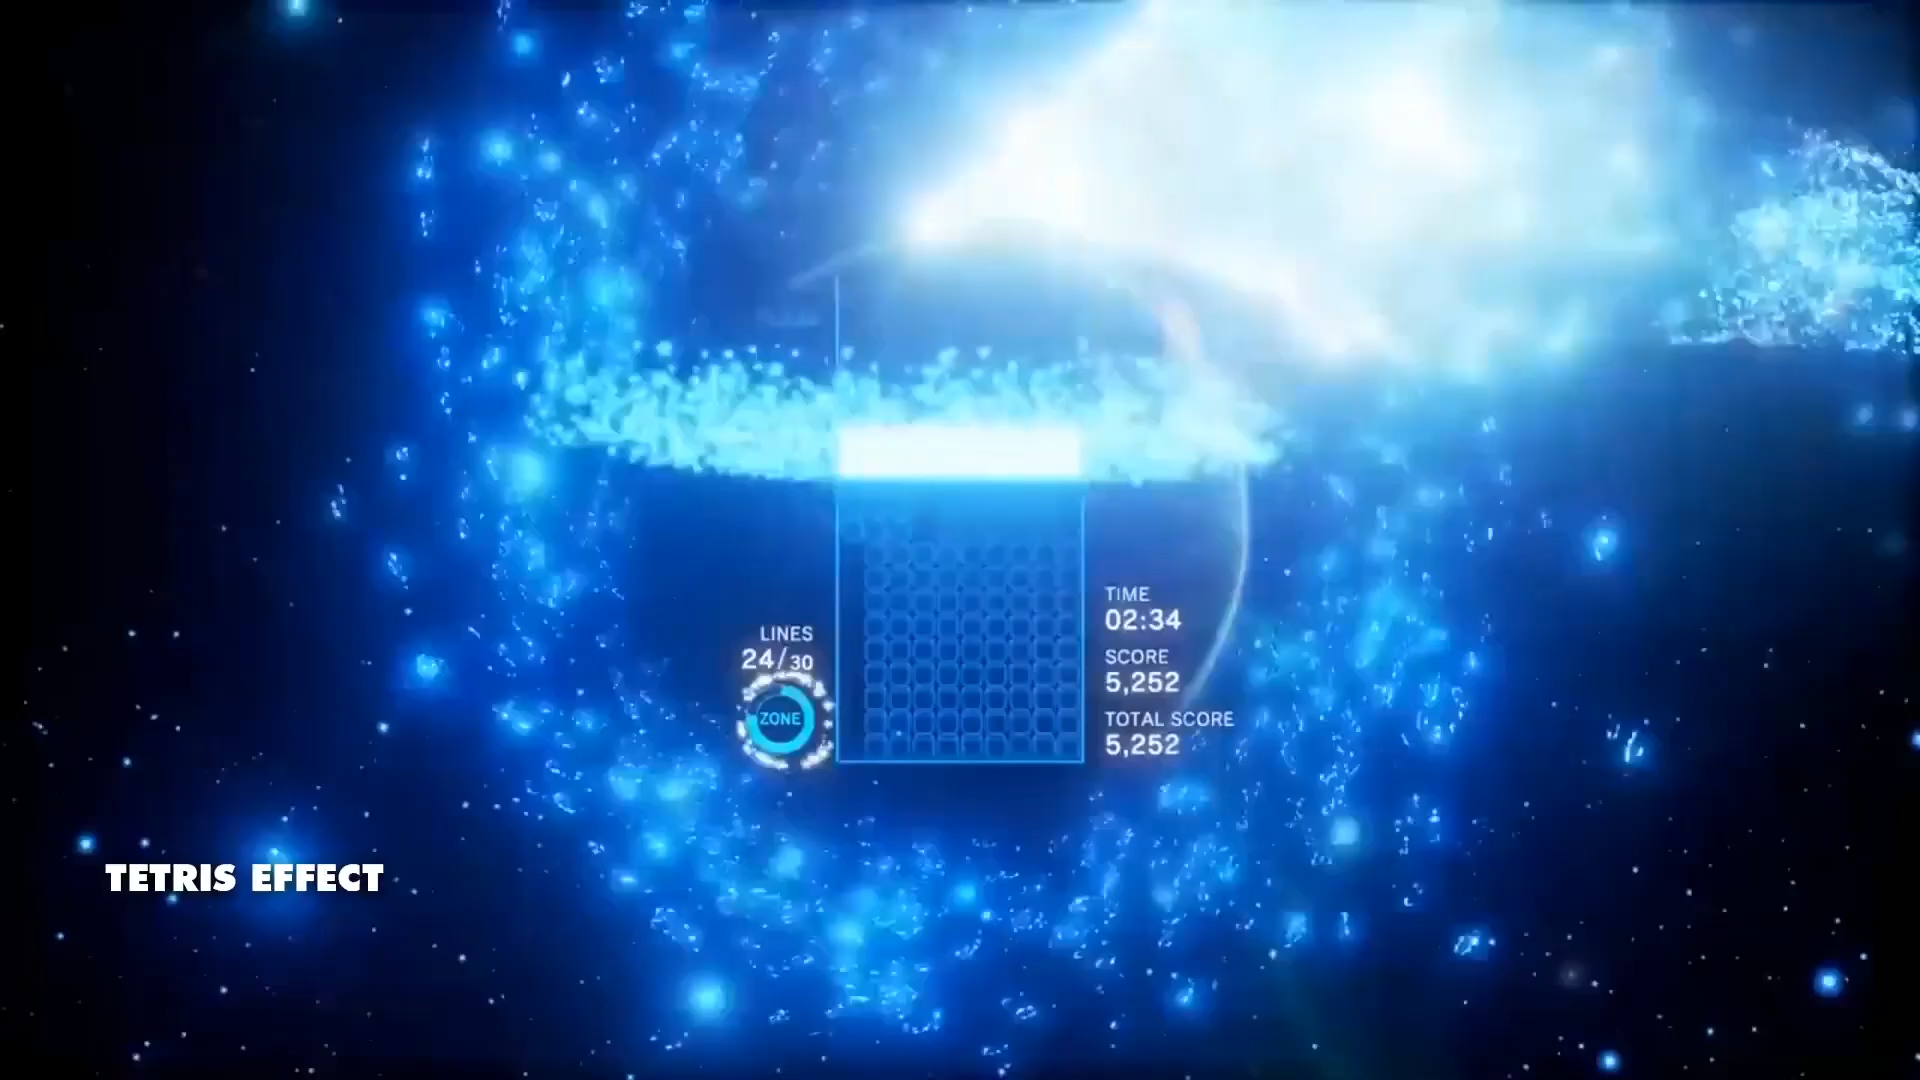 LINES
24/30
ZONE
TIME
02:34
SCORE
5,252
TOTAL SCORE
5,252
TETRIS EFFECT